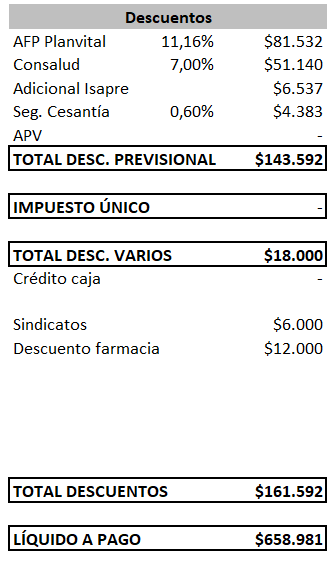 Descuentos
AFP Planvital 11,16% $81.532
Consalud 7,00% $51.140
Adicional Isapre $6.537
Seg. Cesantía 0,60% $4.383
APV -
TOTAL DESC. PREVISIONAL $143.592
IMPUESTO ÚNICO -
TOTAL DESC. VARIOS $18.000
Crédito caja -
Sindicatos $6.000
Descuento farmacia $12.000
TOTAL DESCUENTOS $161.592
LÍQUIDO A PAGO $658.981